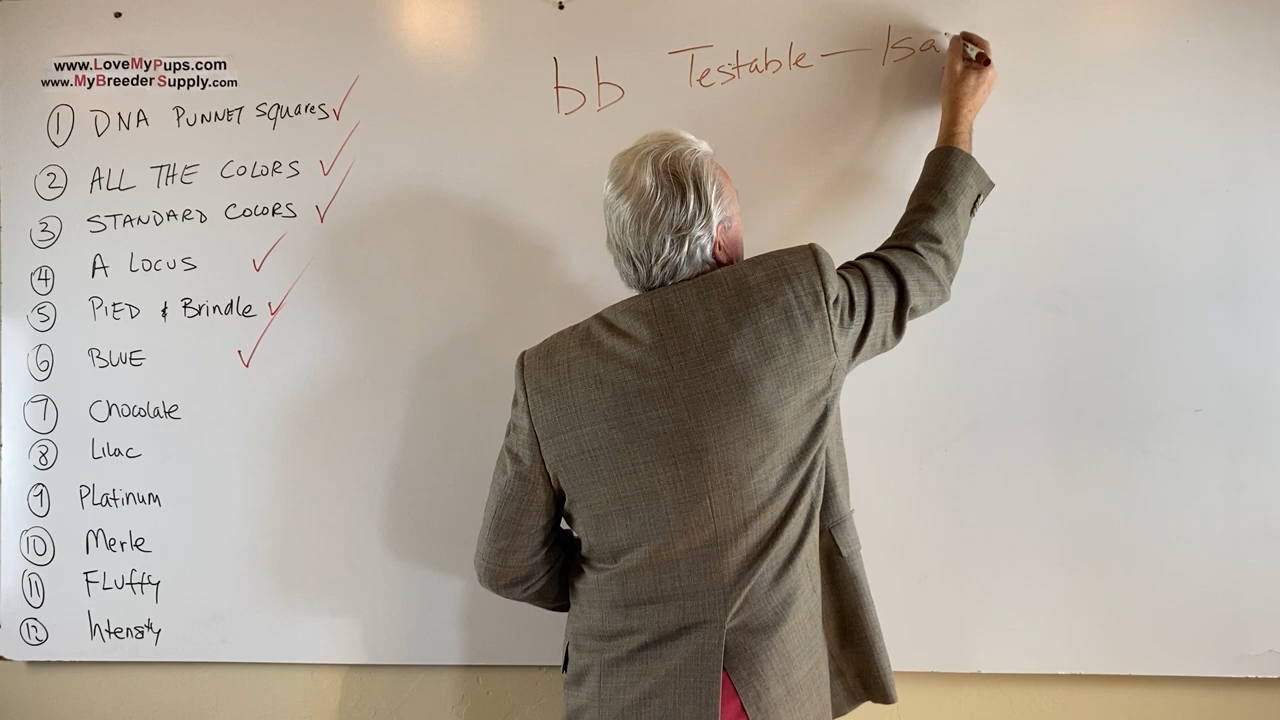 www.LoveMyPups.com
www.MyBreederSupply.com
1 DNA PUNNET SQUARES
2 ALL THE COLORS
3 STANDARD COLORS
4 A LOCUS
5 PIED & Brindle
6 BLUE
7 Chocolate
8 Lilac
9 Platinum
10 Merle
11 FLuffy
12 Intensity
bb Testable — Isa